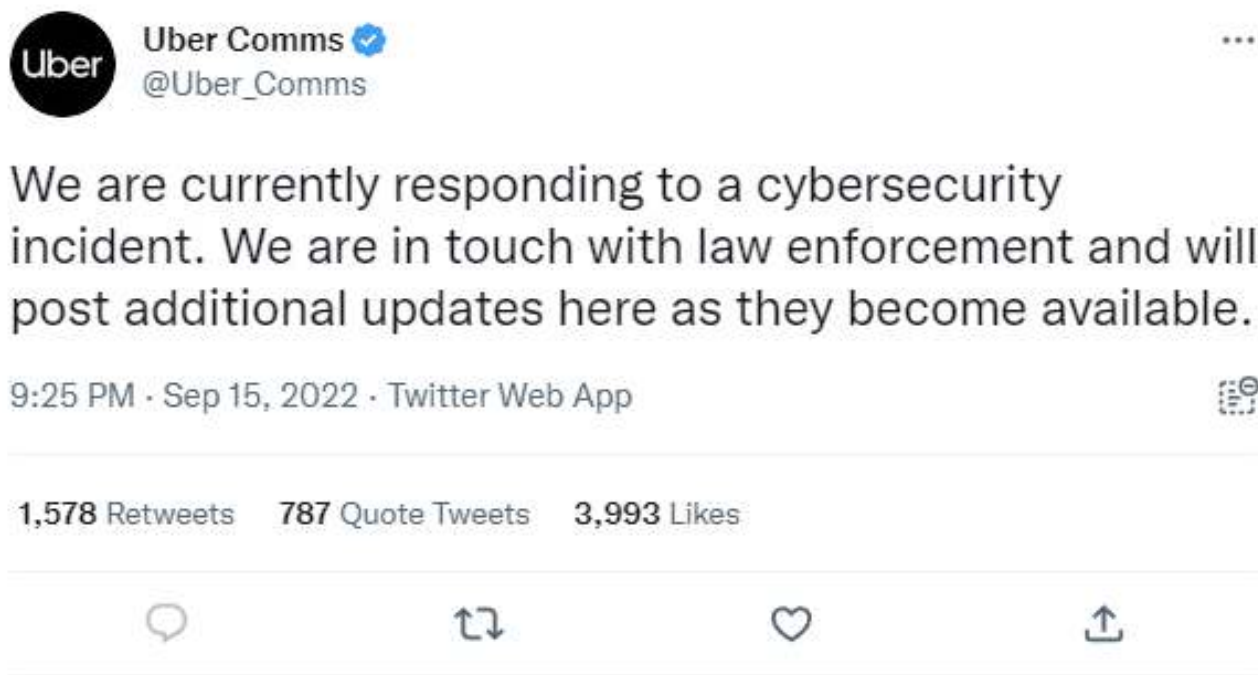 Uber
Uber Comms
@Uber_Comms
We are currently responding to a cybersecurity
incident. We are in touch with law enforcement and will
post additional updates here as they become available.
9:25 PM · Sep 15, 2022 · Twitter Web App
1,578 Retweets 787 Quote Tweets 3,993 Likes